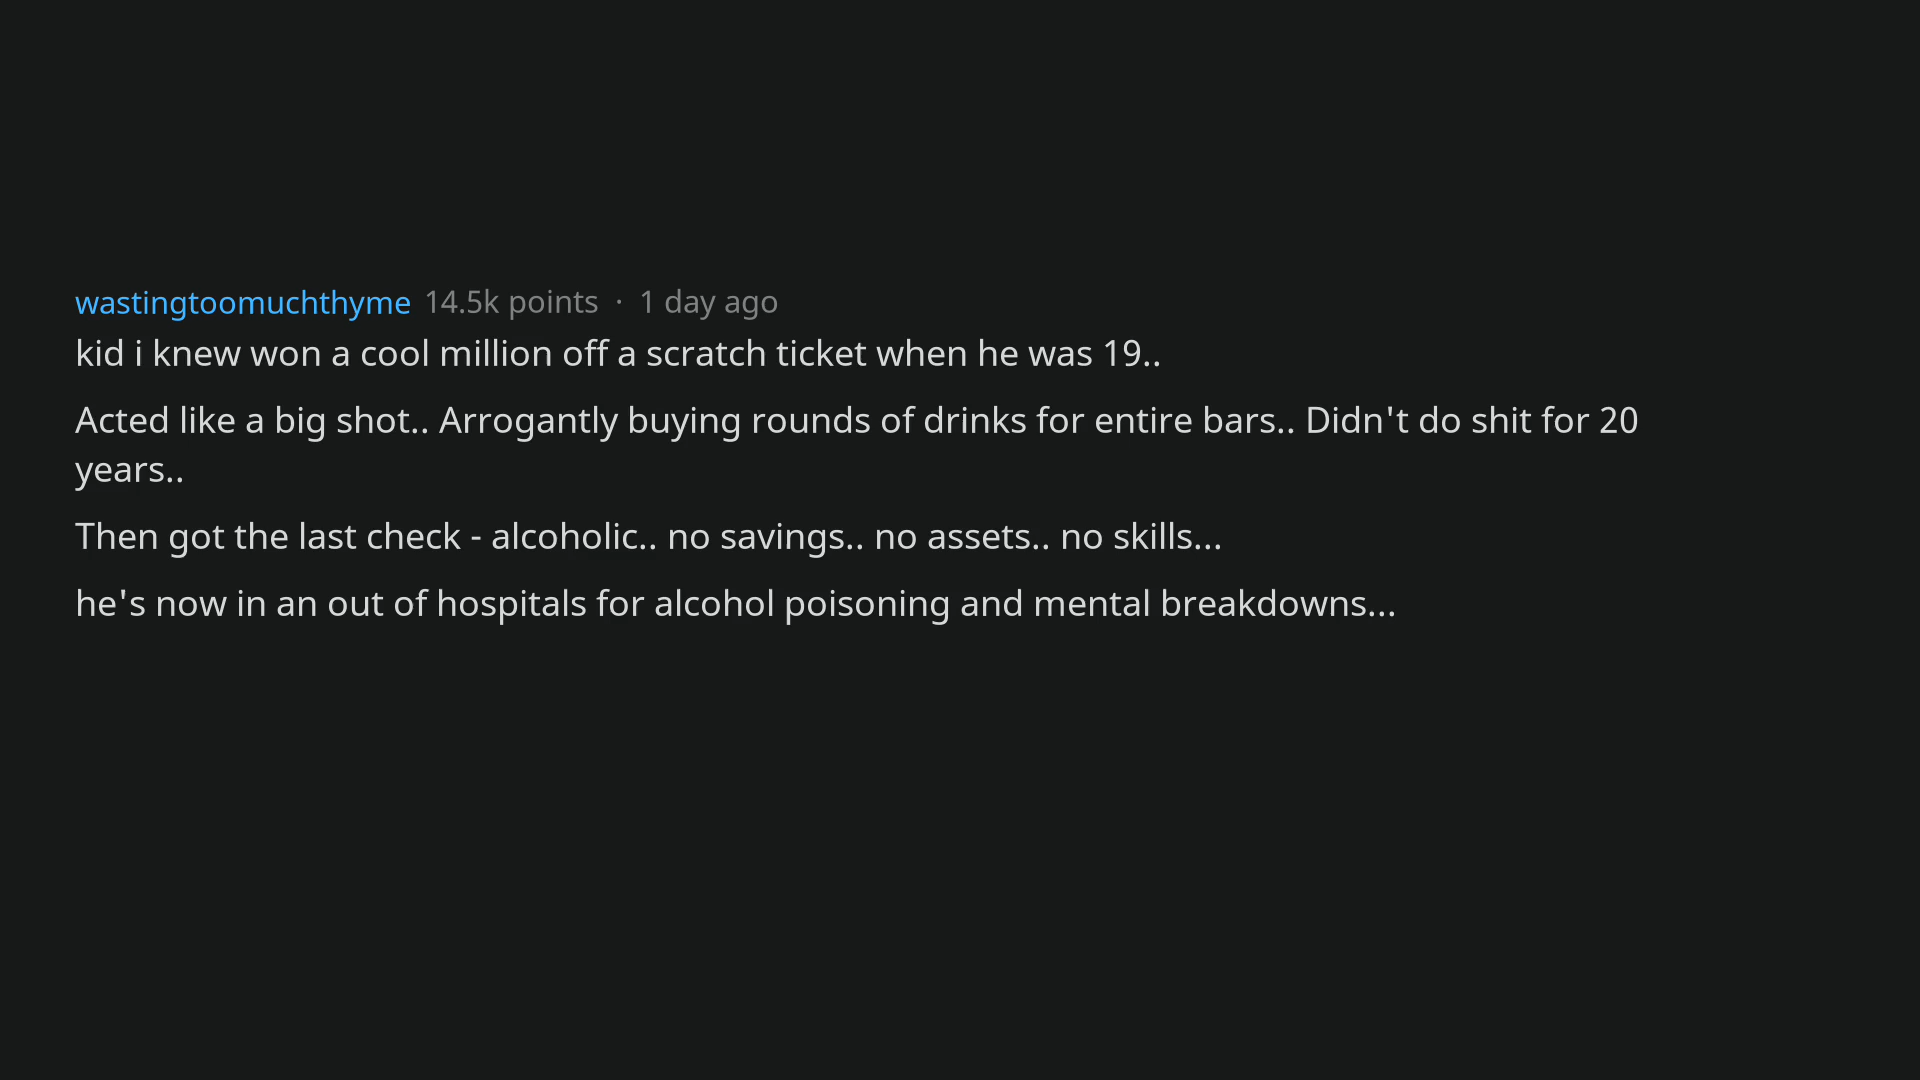 wastingtoomuchthyme 14.5k points · 1 day ago
kid i knew won a cool million off a scratch ticket when he was 19..
Acted like a big shot.. Arrogantly buying rounds of drinks for entire bars.. Didn't do shit for 20
years..
Then got the last check - alcoholic.. no savings.. no assets.. no skills...
he's now in an out of hospitals for alcohol poisoning and mental breakdowns...